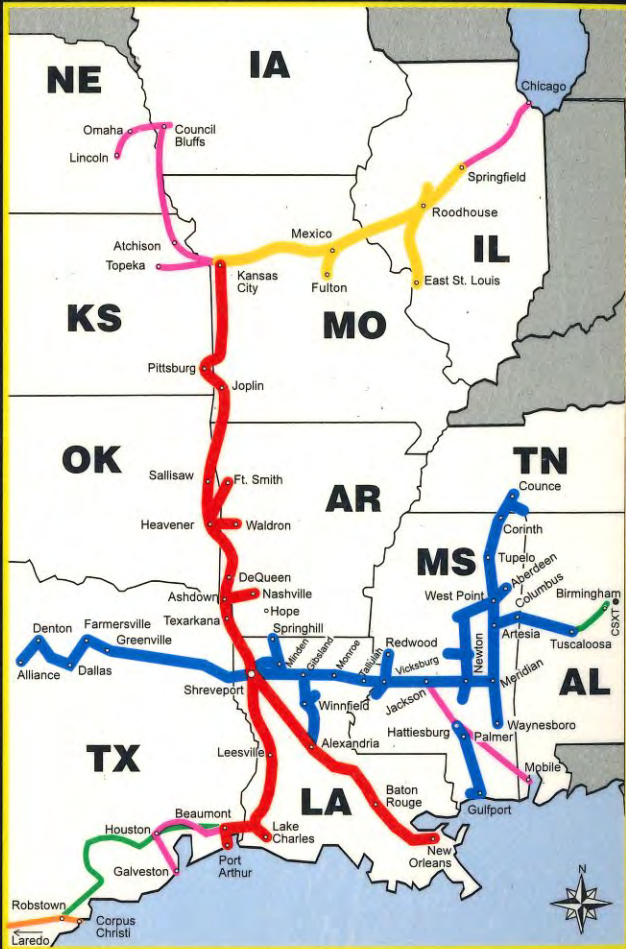 NE
IA
Chicago
Omaha
Council
Bluffs
Lincoln
Springfield
Roodhouse
Mexico
IL
Atchison
Topeka
Kansas
City
Fulton
East St. Louis
KS
MO
Pittsburg
Joplin
OK
TN
Sallisaw
Ft. Smith
Counce
AR
Corinth
Heavener
Waldron
MS
Tupelo
DeQueen
Aberdeen
Nashville
West Point
Columbus
Birmingham
Ashdown
Hope
CSXT
Texarkana
Artesia
Springhill
Tuscaloosa
Denton
Farmersville
Redwood
Greenville
Minden
Gibsland
Monroe
Tallulah
Vicksburg
Newton
Alliance
Dallas
Meridian
AL
Shreveport
Jackson
Winnfield
Waynesboro
Hattiesburg
Palmer
TX
Leesville
Alexandria
Mobile
LA
Baton
Rouge
Gulfport
Beaumont
Houston
Lake
Charles
Port
Arthur
New
Orleans
Galveston
N
Robstown
Corpus
Christi
Laredo